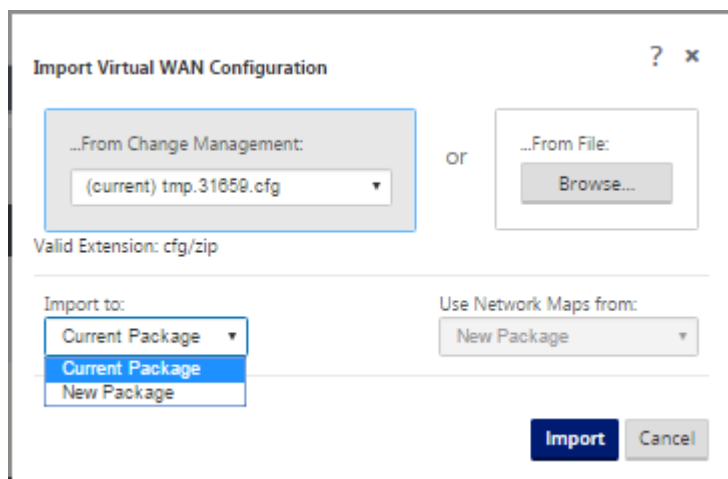 Import Virtual WAN Configuration
? ×
...From Change Management:
(current) tmp.31659.cfg
or
...From File:
Browse...
Valid Extension: cfg/zip
Import to:
Current Package
Current Package
New Package
Use Network Maps from:
New Package
Import
Cancel